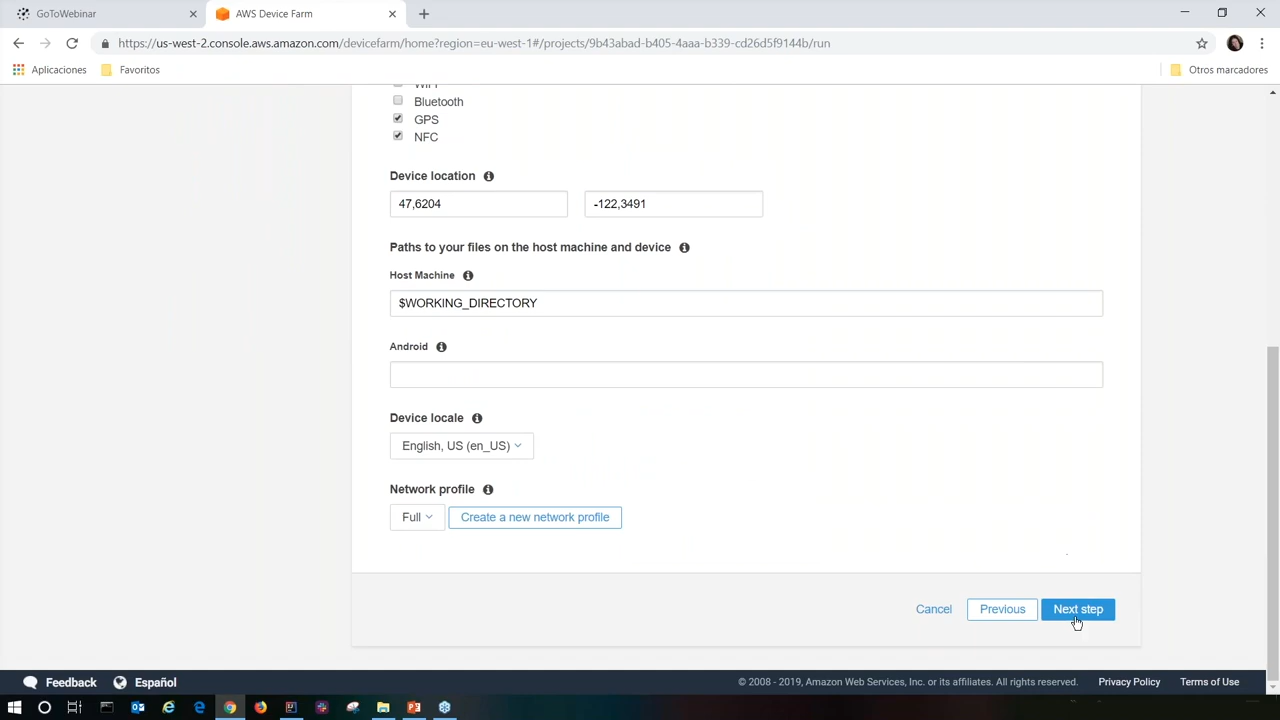 GoToWebinar
AWS Device Farm
https://us-west-2.console.aws.amazon.com/devicefarm/home?region=eu-west-1#/projects/9b43abad-b405-4aaa-b339-cd26d5f9144b/run
Aplicaciones
Favoritos
Otros marcadores
WiFi
Bluetooth
GPS
NFC
Device location
47,6204
-122,3491
Paths to your files on the host machine and device
Host Machine
$WORKING_DIRECTORY
Android
Device locale
English, US (en_US)
Network profile
Full
Create a new network profile
Cancel
Previous
Next step
Feedback
Español
© 2008 - 2019, Amazon Web Services, Inc. or its affiliates. All rights reserved.
Privacy Policy
Terms of Use